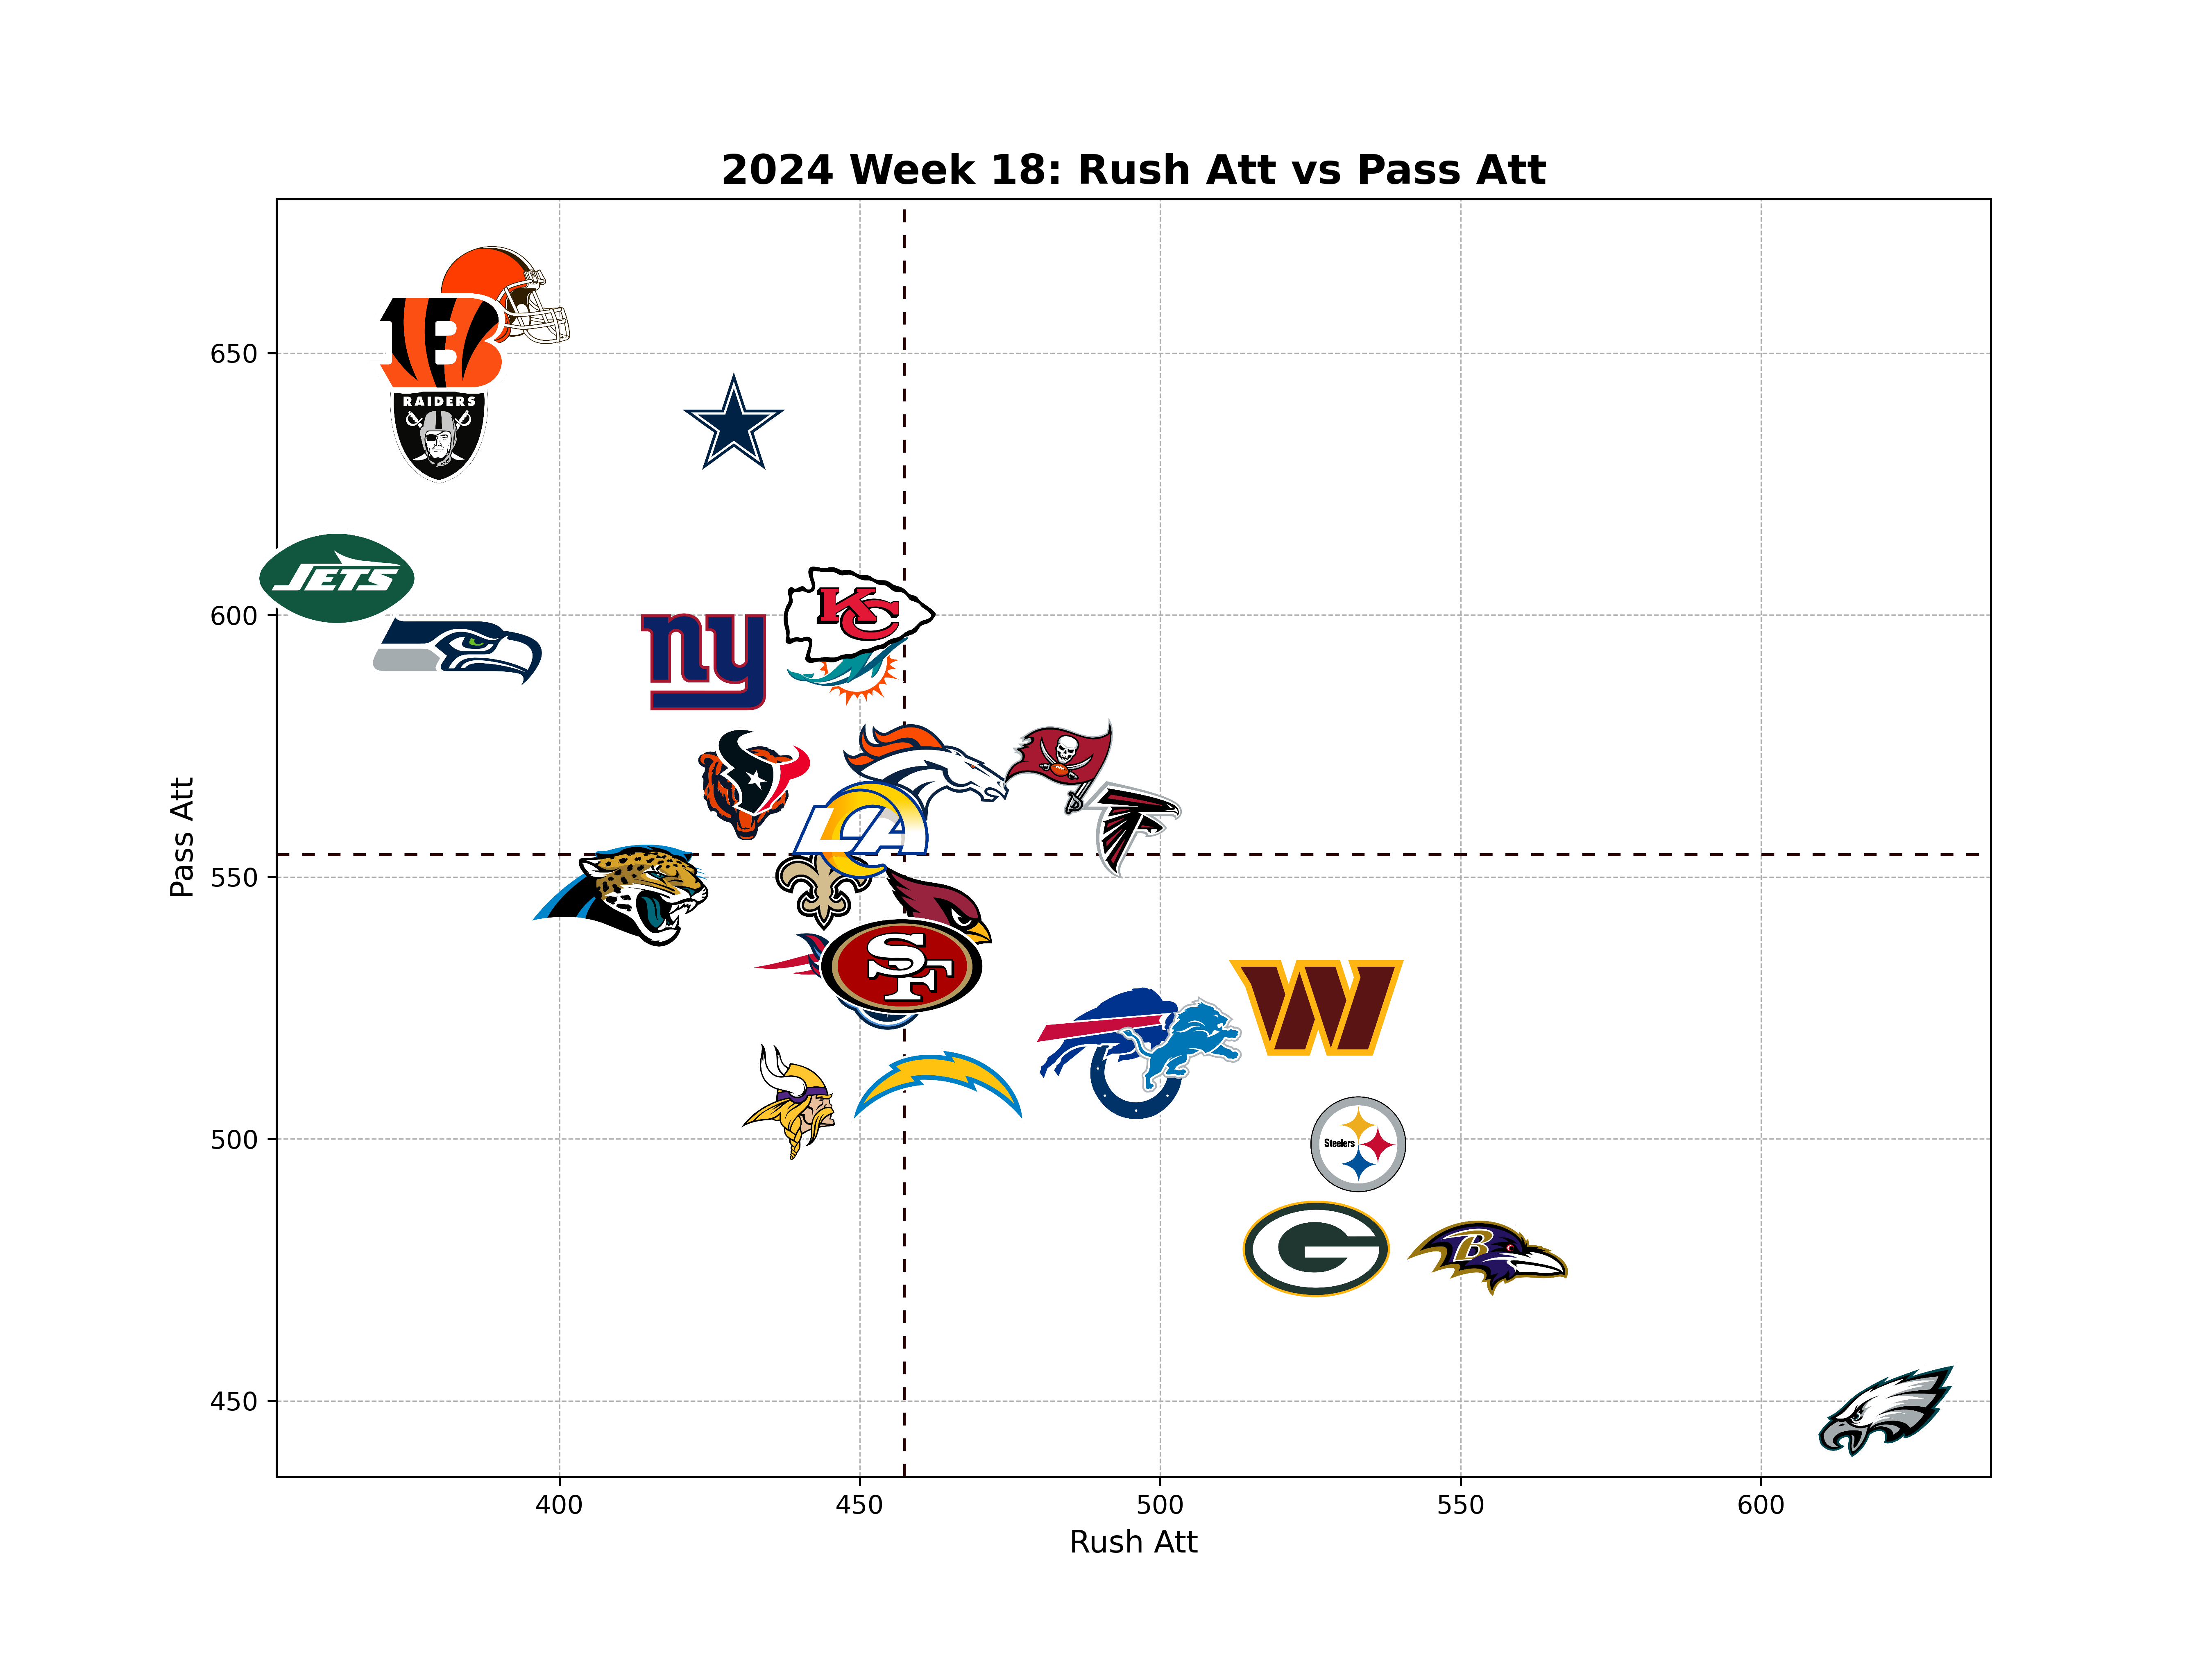 2024 Week 18: Rush Att vs Pass Att
650
RAIDERS
JETS
600
KC
ny
550
LA
Pass Att
SF
W
500
Steelers
G
B
450
400 450 500 550 600
Rush Att